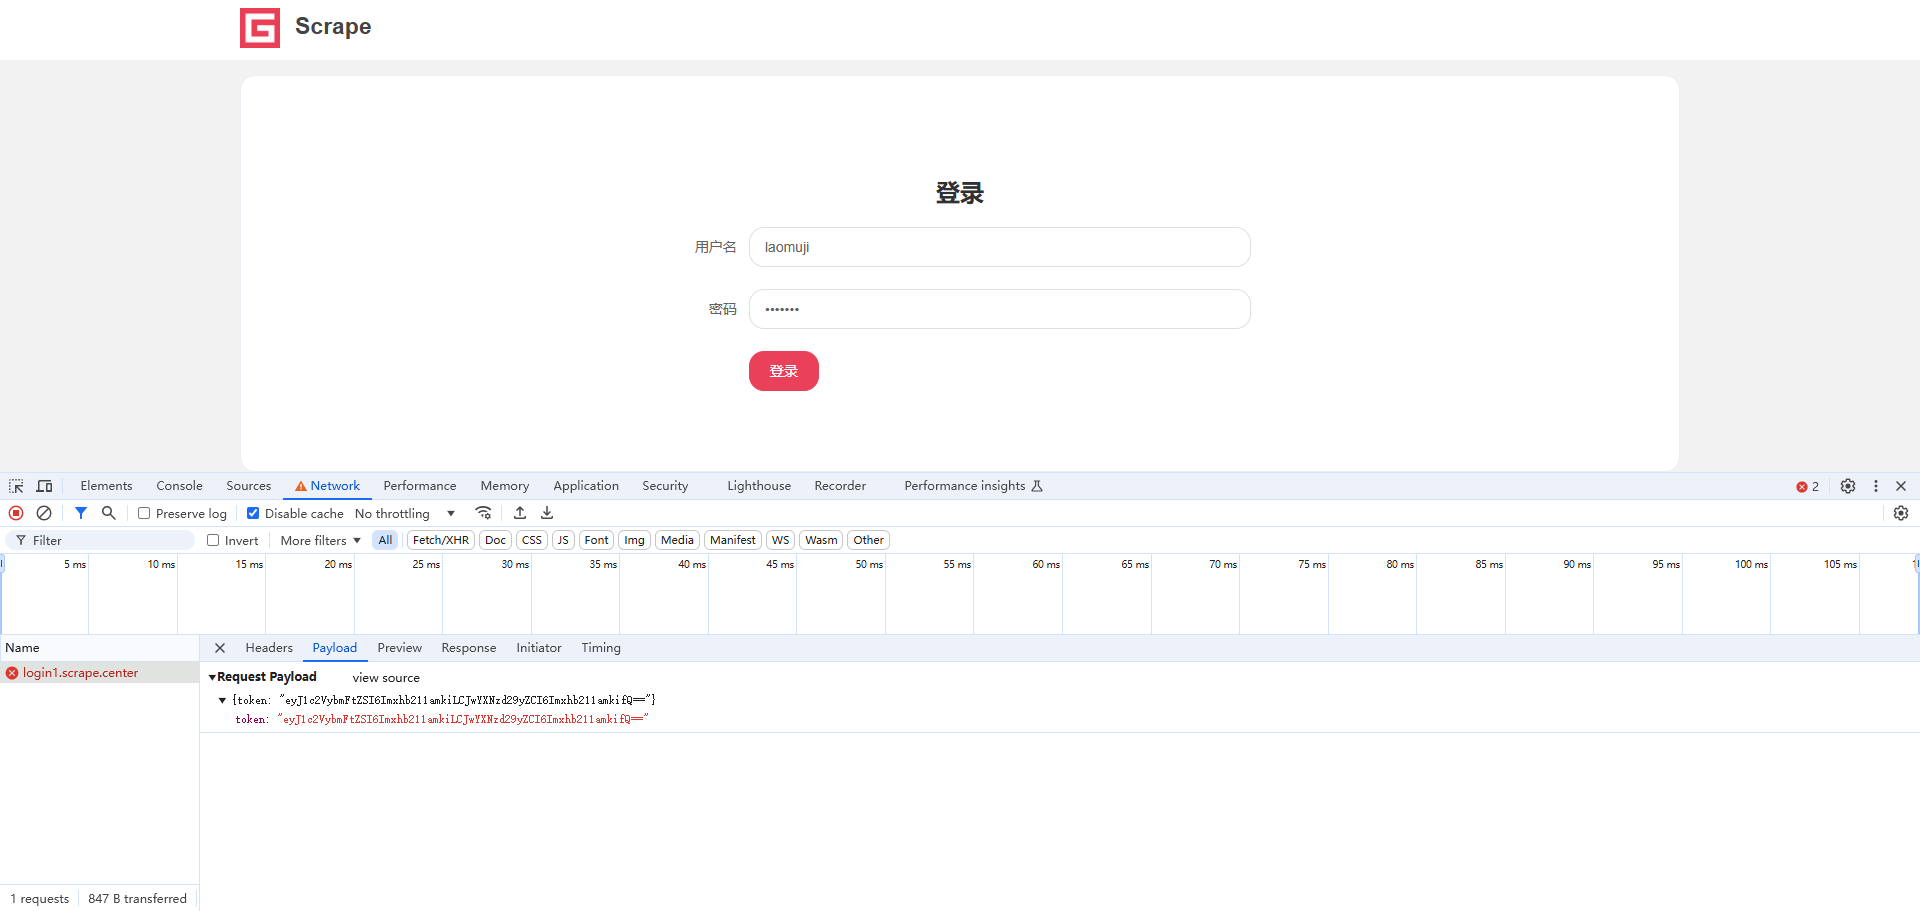 Scrape
登录
用户名 laomuji
密码 •••••••
登录
Elements Console Sources Network Performance Memory Application Security Lighthouse Recorder Performance insights 2
Preserve log Disable cache No throttling
Filter Invert More filters All Fetch/XHR Doc CSS JS Font Img Media Manifest WS Wasm Other
5 ms 10 ms 15 ms 20 ms 25 ms 30 ms 35 ms 40 ms 45 ms 50 ms 55 ms 60 ms 65 ms 70 ms 75 ms 80 ms 85 ms 90 ms 95 ms 100 ms 105 ms
Name Headers Payload Preview Response Initiator Timing
login1.scrape.center
Request Payload view source
{token: "eyJ1c2VybmFtZSI6Imxhb211amkiLCJwYXNzd29yZCI6Imxhb211amkifQ=="}
token: "eyJ1c2VybmFtZSI6Imxhb211amkiLCJwYXNzd29yZCI6Imxhb211amkifQ=="
1 requests 847 B transferred